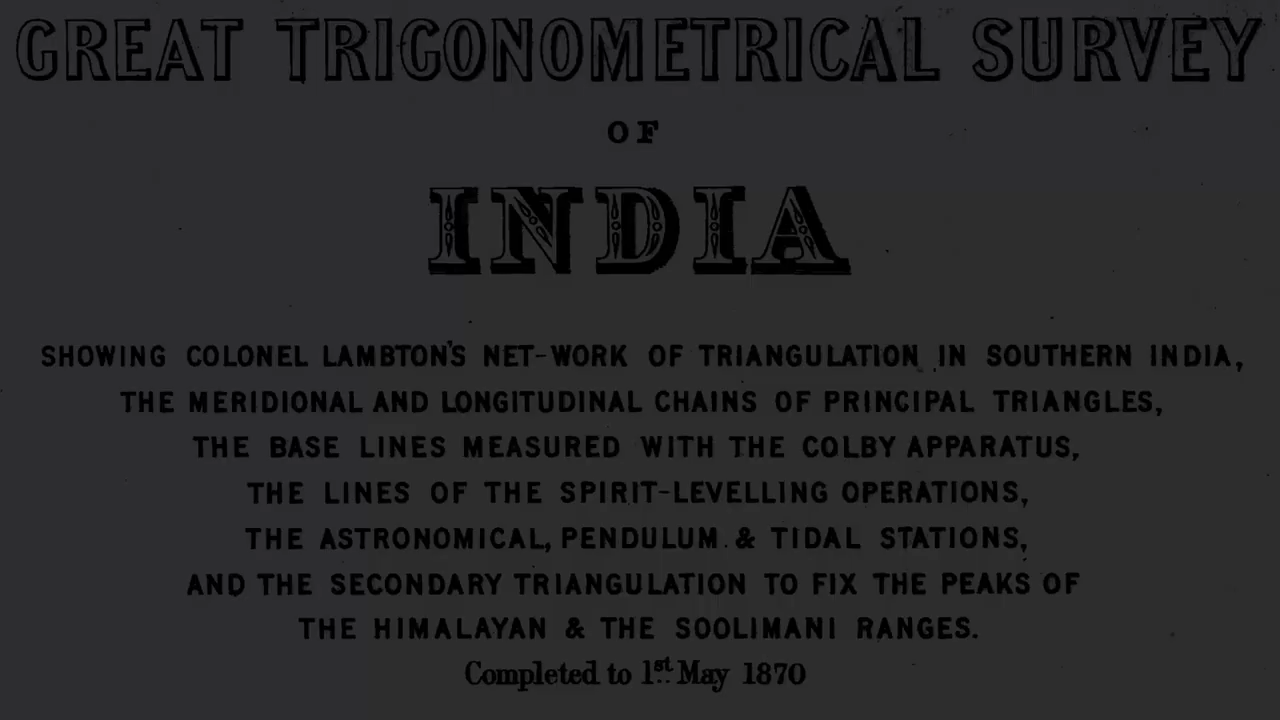 GREAT TRIGONOMETRICAL SURVEY
OF
INDIA
SHOWING COLONEL LAMBTON'S NET-WORK OF TRIANGULATION IN SOUTHERN INDIA,
THE MERIDIONAL AND LONGITUDINAL CHAINS OF PRINCIPAL TRIANGLES,
THE BASE LINES MEASURED WITH THE COLBY APPARATUS,
THE LINES OF THE SPIRIT-LEVELLING OPERATIONS,
THE ASTRONOMICAL, PENDULUM & TIDAL STATIONS,
AND THE SECONDARY TRIANGULATION TO FIX THE PEAKS OF
THE HIMALAYAN & THE SOOLIMANI RANGES.
Completed to 1st May 1870